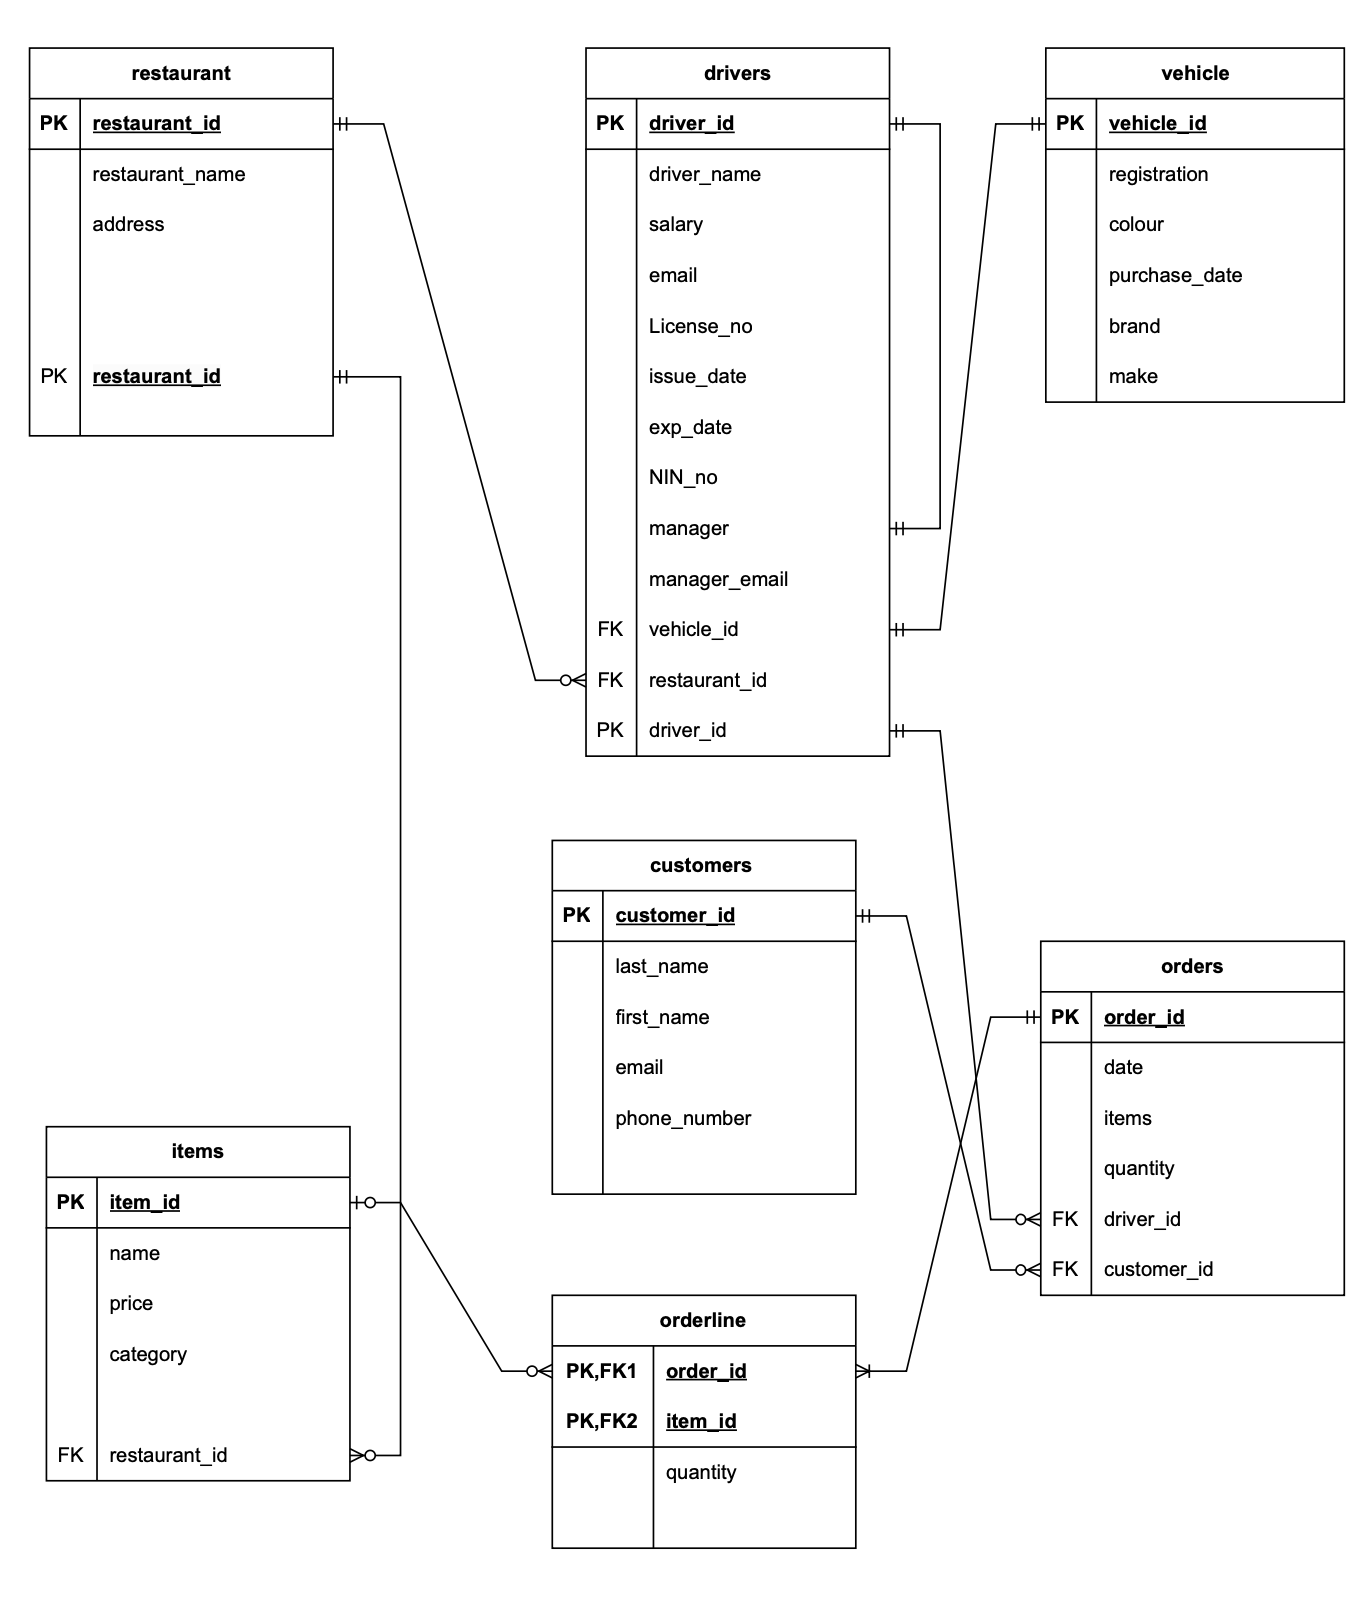 restaurant
PK restaurant_id
restaurant_name
address
PK restaurant_id
drivers
PK driver_id
driver_name
salary
email
License_no
issue_date
exp_date
NIN_no
manager
manager_email
FK vehicle_id
FK restaurant_id
PK driver_id
vehicle
PK vehicle_id
registration
colour
purchase_date
brand
make
customers
PK customer_id
last_name
first_name
email
phone_number
orders
PK order_id
date
items
quantity
FK driver_id
FK customer_id
items
PK item_id
name
price
category
FK restaurant_id
orderline
PK,FK1 order_id
PK,FK2 item_id
quantity